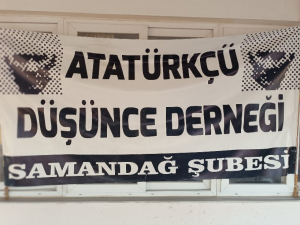 ATATÜRKÇÜ
DÜŞÜNCE DERNEĞİ
SAMANDAĞ ŞUBESİ